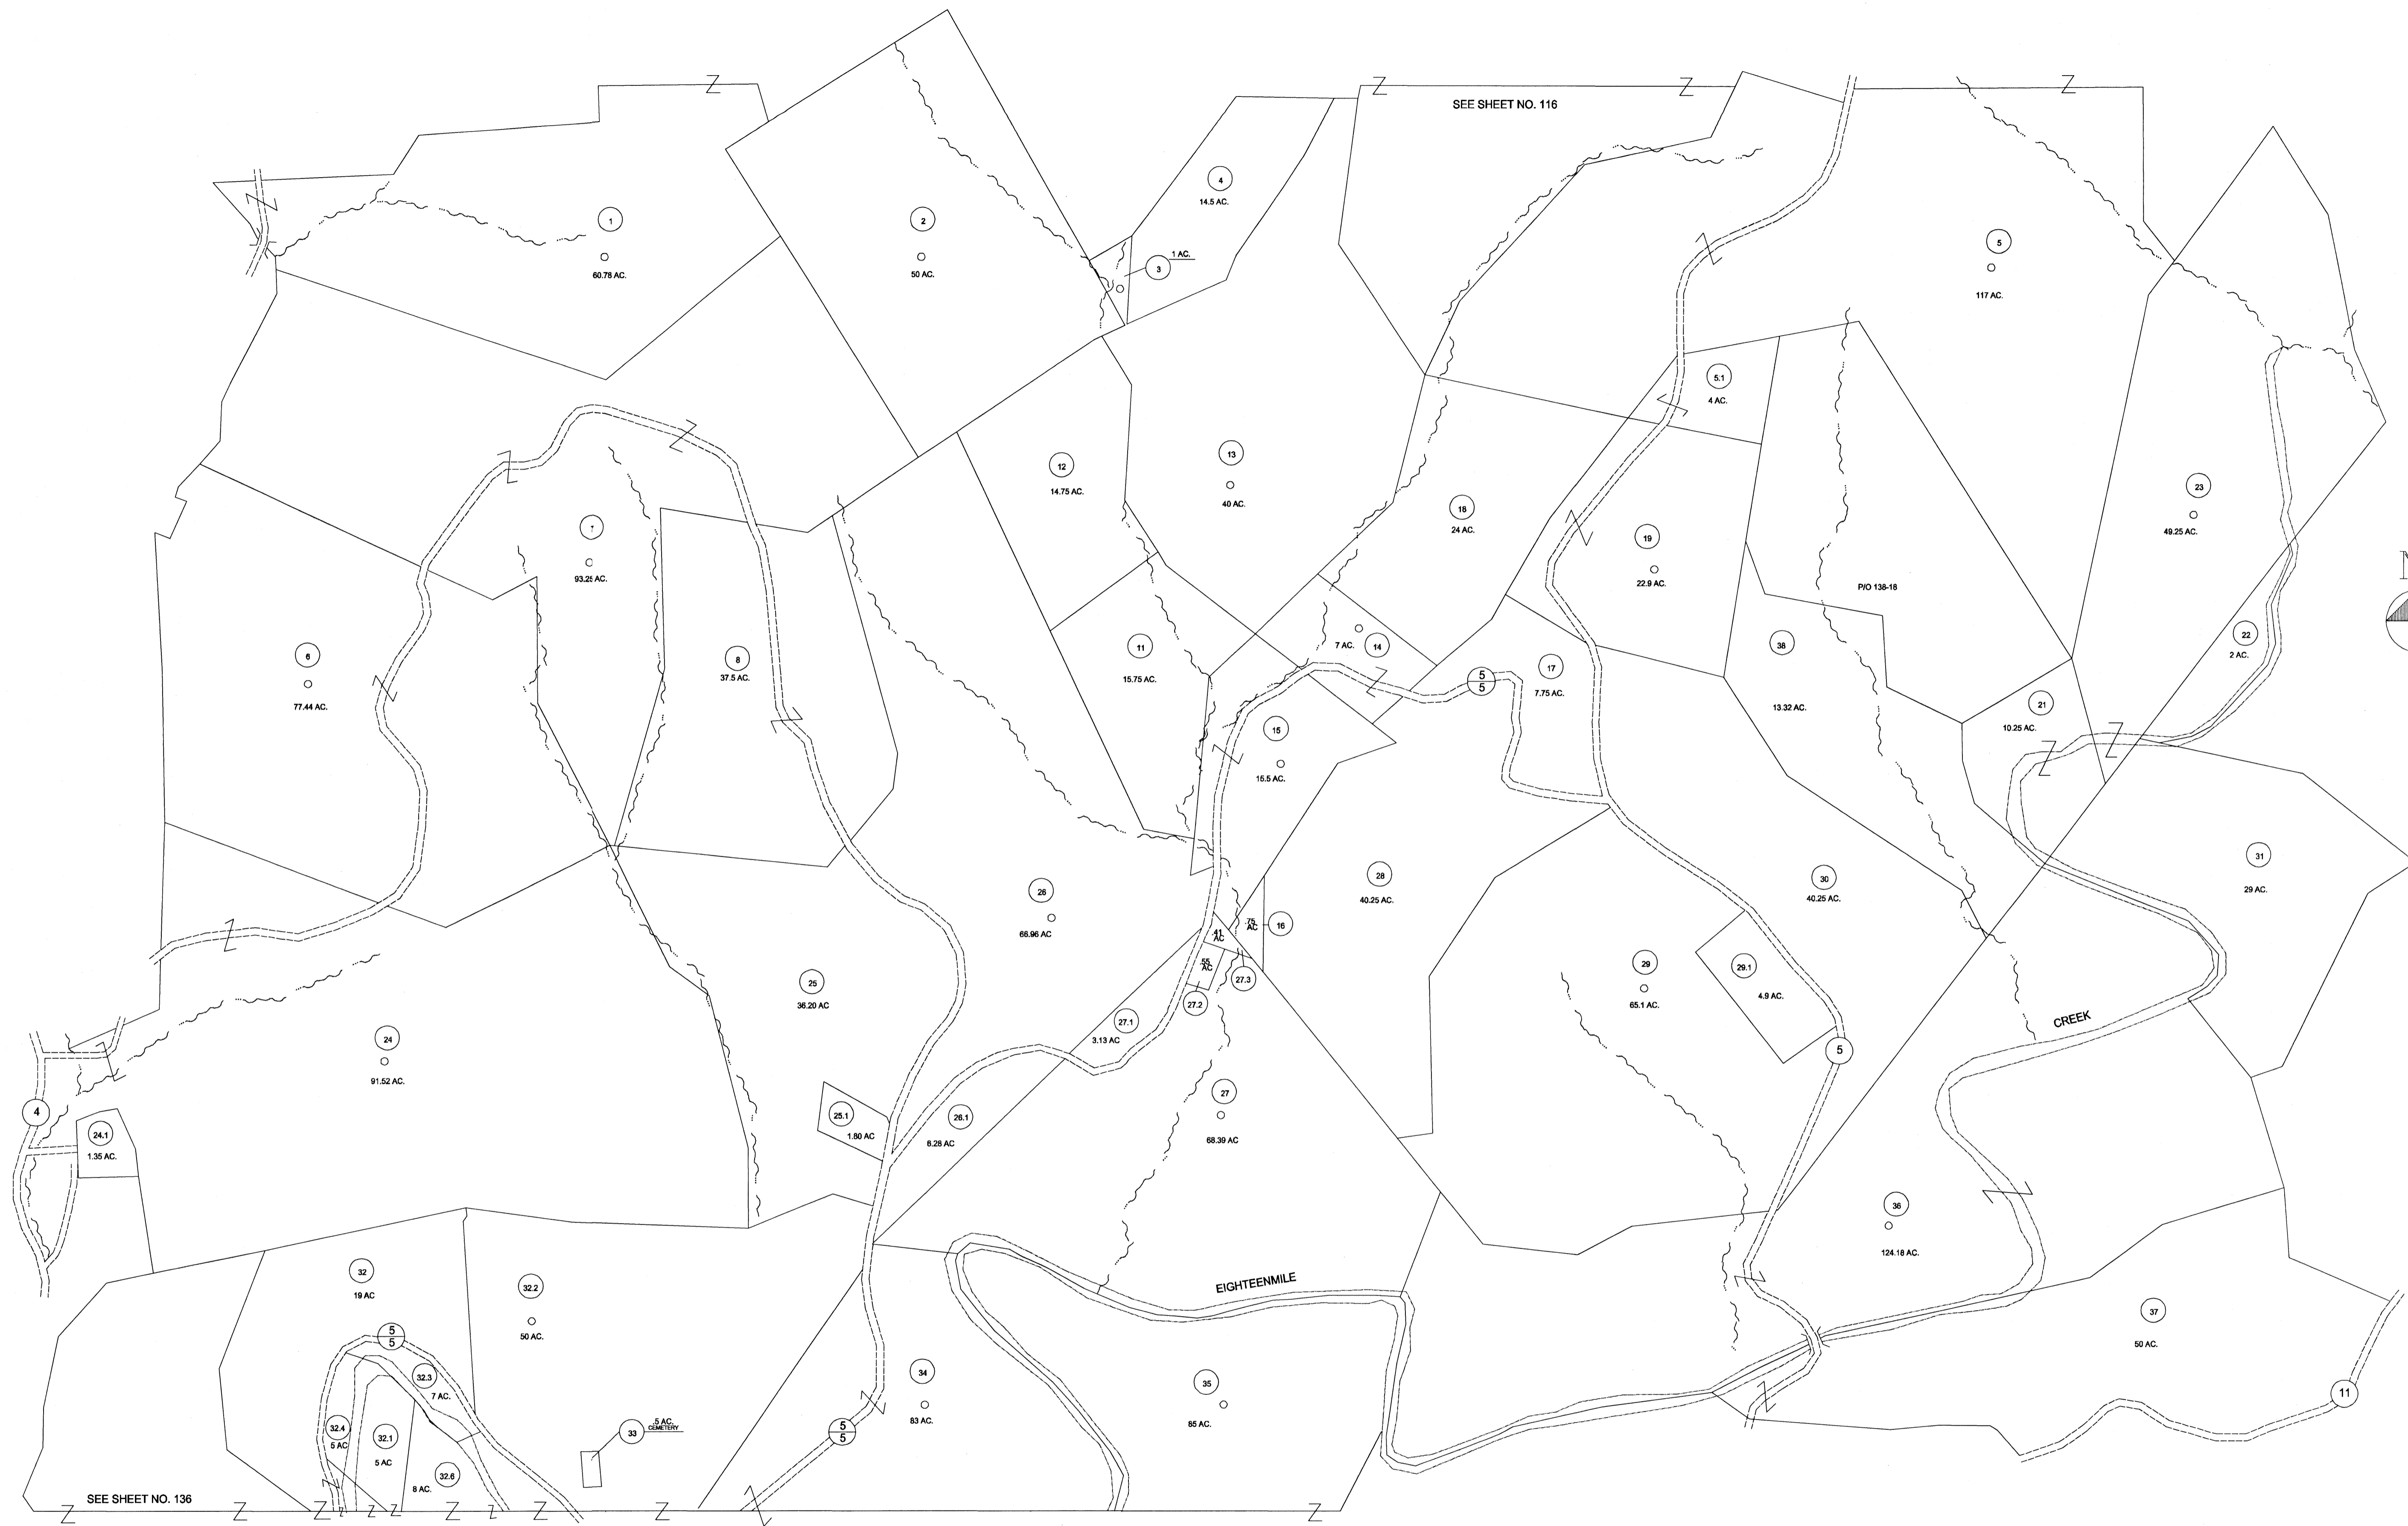 SEE SHEET NO. 116
1
60.78 AC.
2
50 AC.
4
14.5 AC.
3
1 AC.
5
117 AC.
5.1
4 AC.
12
14.75 AC.
13
40 AC.
18
24 AC.
19
22.9 AC.
23
49.25 AC.
93.25 AC.
P/O 138-18
6
77.44 AC.
8
37.5 AC.
11
15.75 AC.
14
7 AC.
5
5
17
7.75 AC.
38
13.32 AC.
22
2 AC.
21
10.25 AC.
15
15.5 AC.
26
66.96 AC
28
40.25 AC.
30
40.25 AC.
31
29 AC.
.75
AC
16
.41
AC
.55
AC
27.3
27.2
27.1
3.13 AC
25
36.20 AC
29
65.1 AC.
29.1
4.9 AC.
CREEK
5
24
91.52 AC.
4
24.1
1.35 AC.
25.1
1.80 AC
26.1
6.28 AC
27
68.39 AC
36
124.18 AC.
EIGHTEENMILE
32
19 AC
32.2
50 AC.
5
5
32.3
7 AC.
32.4
5 AC
32.1
5 AC
32.6
8 AC.
33
.5 AC.
CEMETERY
34
83 AC.
5
5
35
85 AC.
37
50 AC.
11
SEE SHEET NO. 136